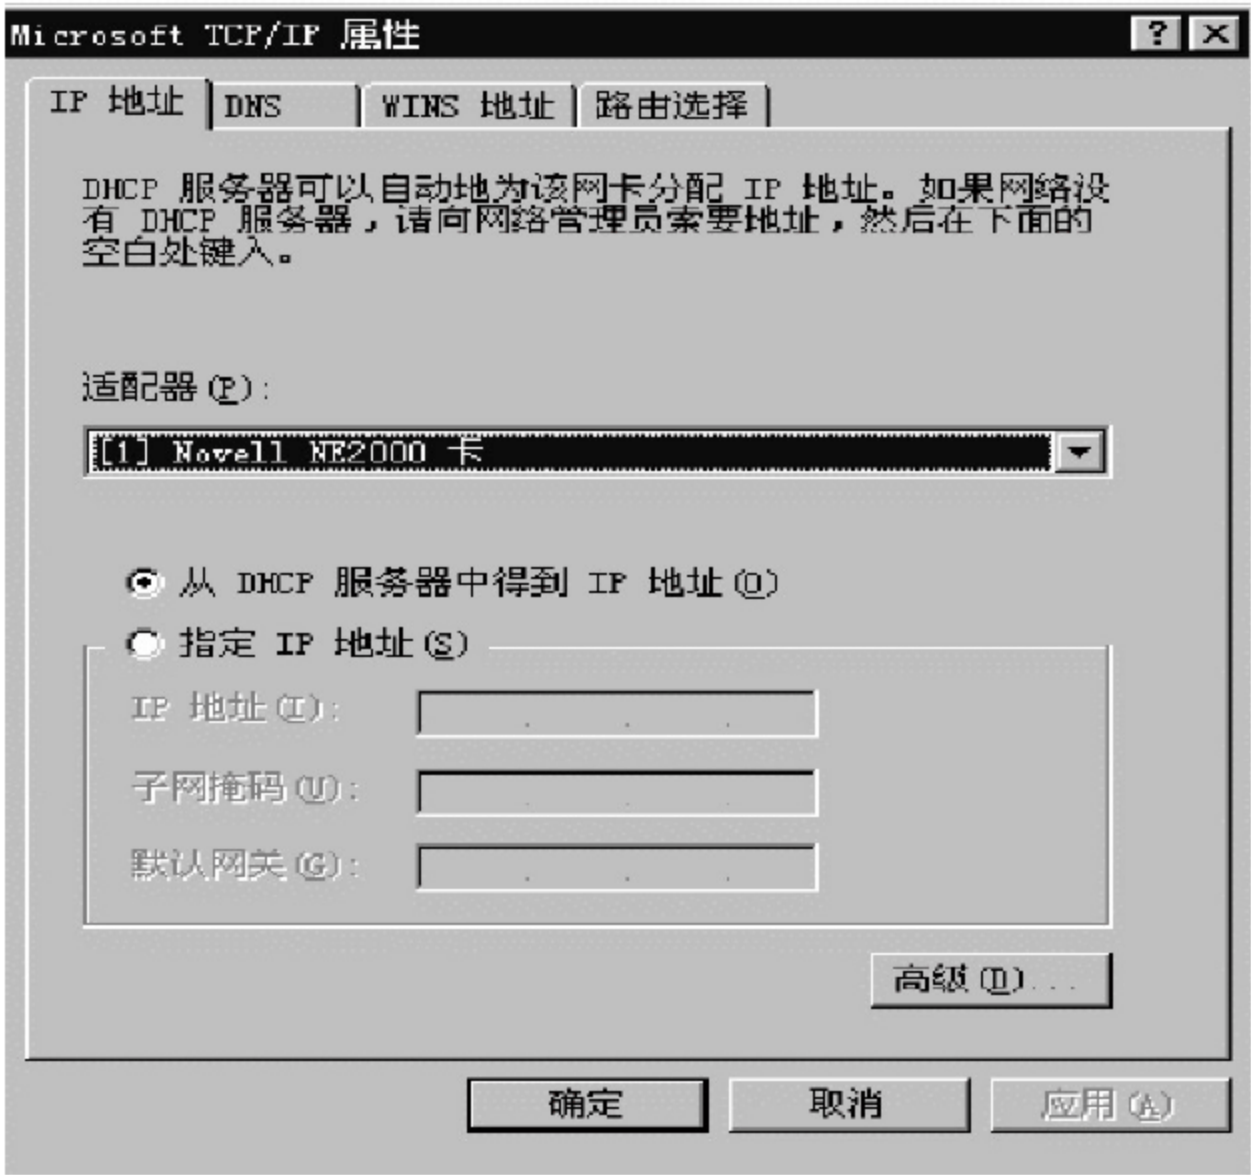 Microsoft TCP/IP 属性
IP 地址
DNS
WINS 地址
路由选择
DHCP 服务器可以自动地为该网卡分配 IP 地址。如果网络没
有 DHCP 服务器，请向网络管理员索要地址，然后在下面的
空白处键入。
适配器(P):
[1] Novell NE2000 卡
从 DHCP 服务器中得到 IP 地址(O)
指定 IP 地址(S)
IP 地址(I):
子网掩码(U):
默认网关(G):
高级(D)...
确定
取消
应用(A)